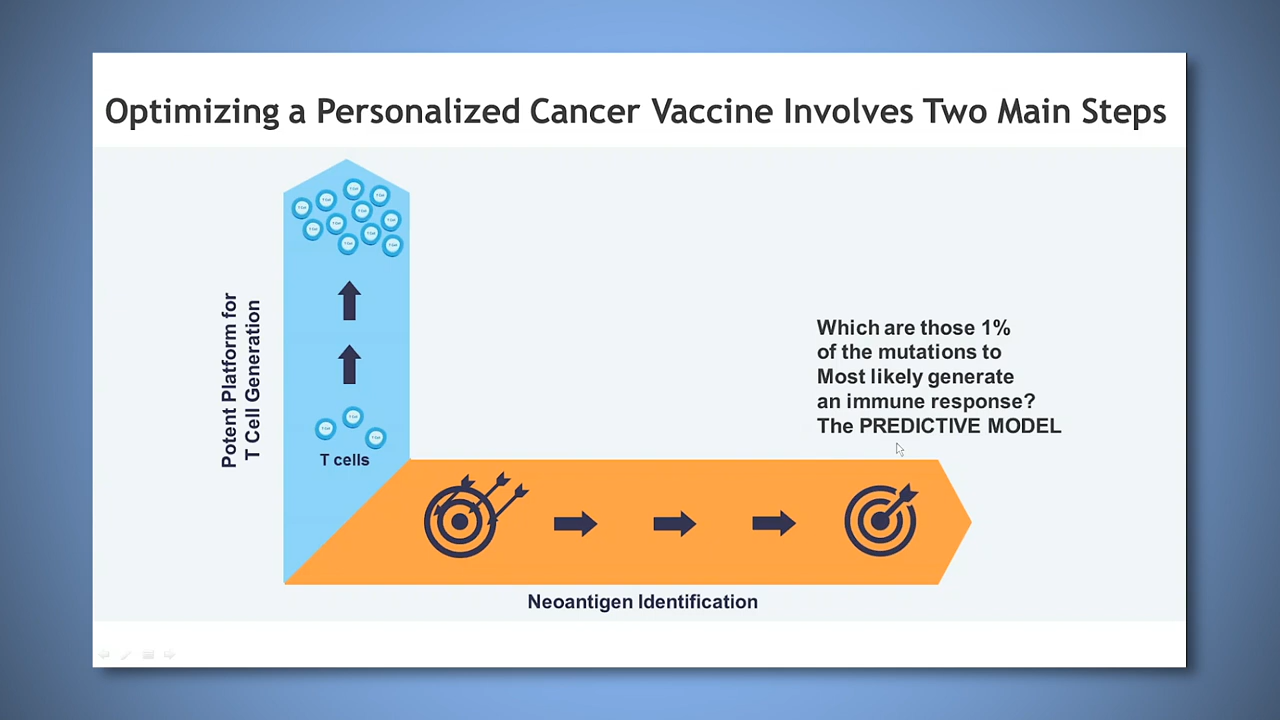 Optimizing a Personalized Cancer Vaccine Involves Two Main Steps
Potent Platform for
T Cell Generation
T cells
Which are those 1%
of the mutations to
Most likely generate
an immune response?
The PREDICTIVE MODEL
Neoantigen Identification